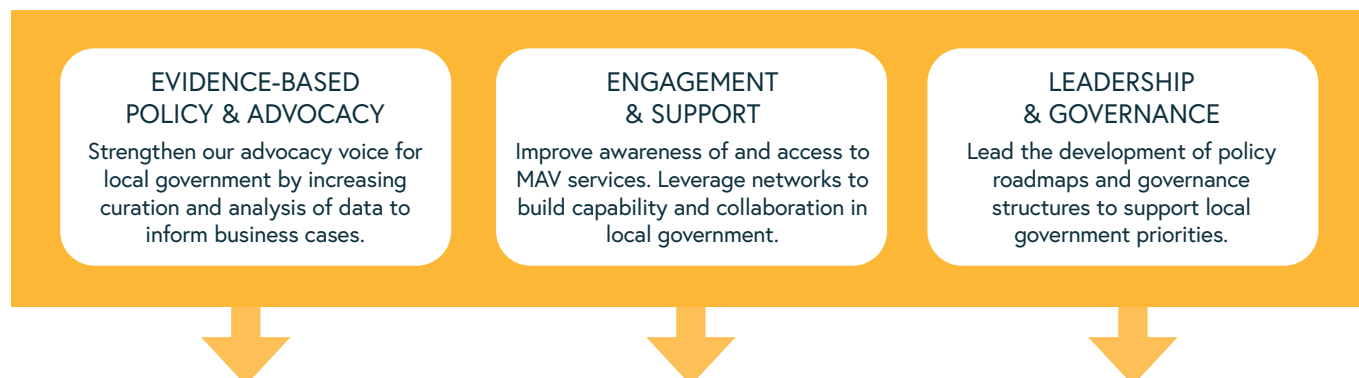 EVIDENCE-BASED
POLICY & ADVOCACY
Strengthen our advocacy voice for
local government by increasing
curation and analysis of data to
inform business cases.
ENGAGEMENT
& SUPPORT
Improve awareness of and access to
MAV services. Leverage networks to
build capability and collaboration in
local government.
LEADERSHIP
& GOVERNANCE
Lead the development of policy
roadmaps and governance
structures to support local
government priorities.